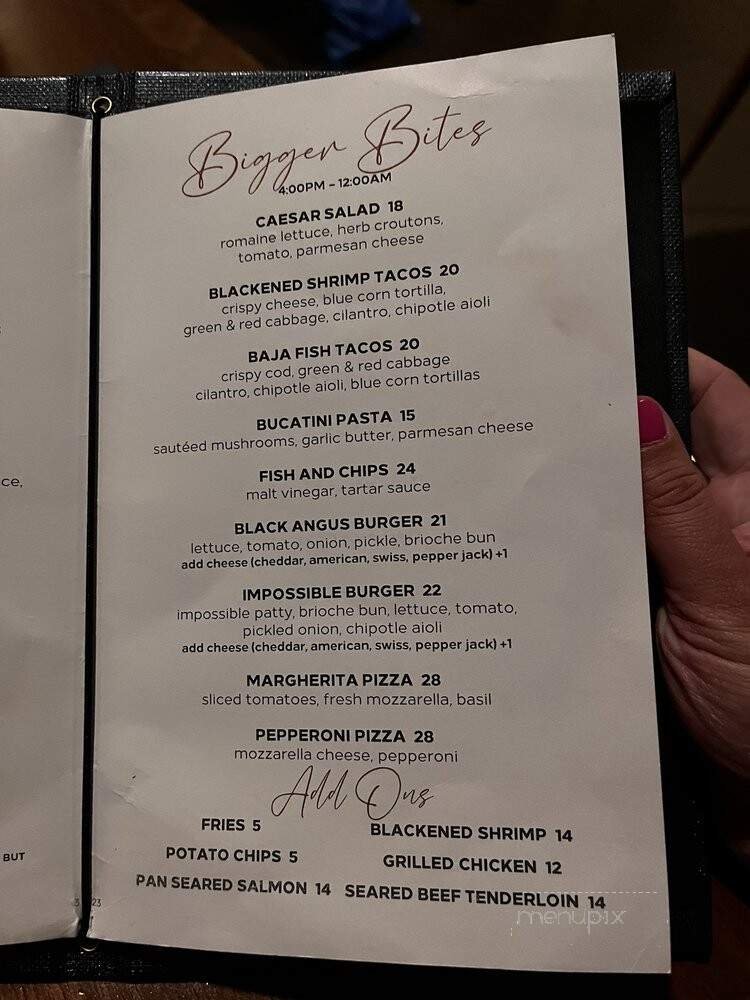 Bigger Bites
4:00PM – 12:00AM
CAESAR SALAD 18
romaine lettuce, herb croutons,
tomato, parmesan cheese
BLACKENED SHRIMP TACOS 20
crispy cheese, blue corn tortilla,
green & red cabbage, cilantro, chipotle aioli
BAJA FISH TACOS 20
crispy cod, green & red cabbage
cilantro, chipotle aioli, blue corn tortillas
BUCATINI PASTA 15
sautéed mushrooms, garlic butter, parmesan cheese
FISH AND CHIPS 24
malt vinegar, tartar sauce
BLACK ANGUS BURGER 21
lettuce, tomato, onion, pickle, brioche bun
add cheese (cheddar, american, swiss, pepper jack) +1
IMPOSSIBLE BURGER 22
impossible patty, brioche bun, lettuce, tomato,
pickled onion, chipotle aioli
add cheese (cheddar, american, swiss, pepper jack) +1
MARGHERITA PIZZA 28
sliced tomatoes, fresh mozzarella, basil
PEPPERONI PIZZA 28
mozzarella cheese, pepperoni
Add Ons
FRIES 5 BLACKENED SHRIMP 14
POTATO CHIPS 5 GRILLED CHICKEN 12
PAN SEARED SALMON 14 SEARED BEEF TENDERLOIN 14
ce,
BUT
23
menupix